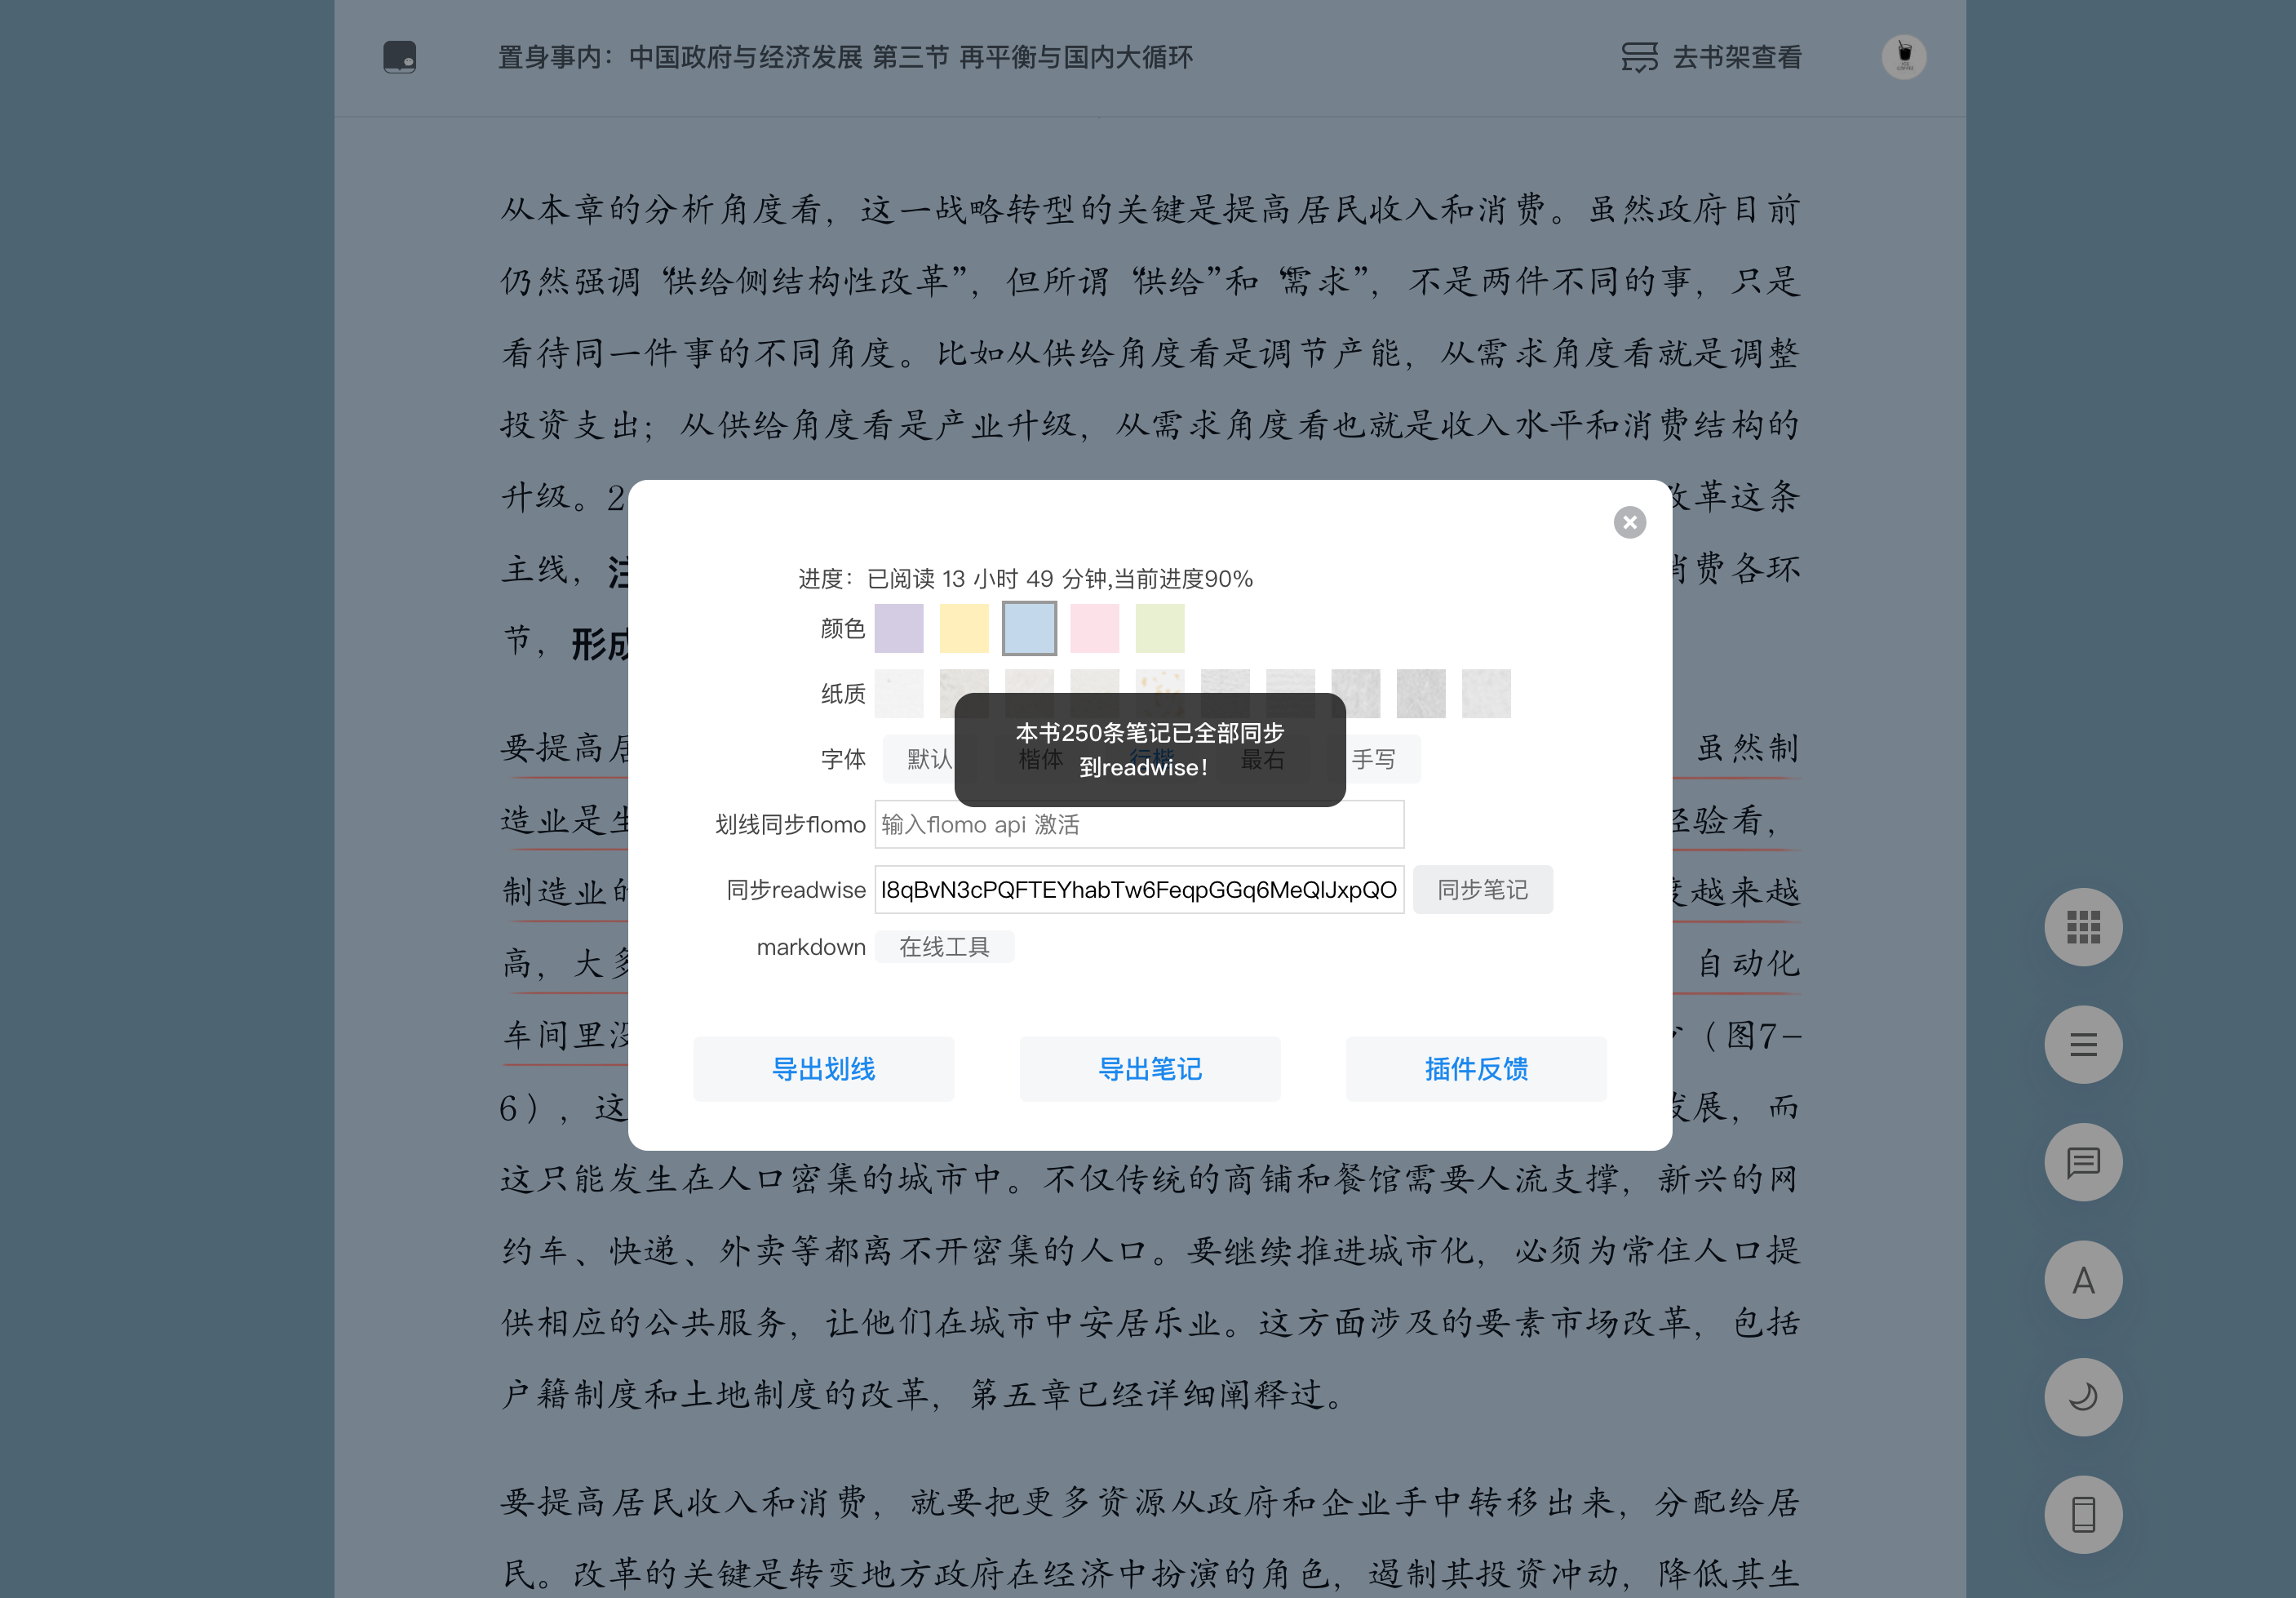 置身事内：中国政府与经济发展 第三节 再平衡与国内大循环
去书架查看
从本章的分析角度看，这一战略转型的关键是提高居民收入和消费。虽然政府目前
仍然强调“供给侧结构性改革”，但所谓“供给”和“需求”，不是两件不同的事，只是
看待同一件事的不同角度。比如从供给角度看是调节产能，从需求角度看就是调整
投资支出；从供给角度看是产业升级，从需求角度看也就是收入水平和消费结构的
升级。2
改革这条
主线，注
消费各环
节，形成
要提高居
虽然制
造业是生
经验看，
制造业的
度越来越
高，大多
自动化
车间里没
（图7-
6），这
发展，而
这只能发生在人口密集的城市中。不仅传统的商铺和餐馆需要人流支撑，新兴的网
约车、快递、外卖等都离不开密集的人口。要继续推进城市化，必须为常住人口提
供相应的公共服务，让他们在城市中安居乐业。这方面涉及的要素市场改革，包括
户籍制度和土地制度的改革，第五章已经详细阐释过。
要提高居民收入和消费，就要把更多资源从政府和企业手中转移出来，分配给居
民。改革的关键是转变地方政府在经济中扮演的角色，遏制其投资冲动，降低其生
进度：已阅读 13 小时 49 分钟,当前进度90%
颜色
纸质
字体 默认 楷体 行楷 最右 手写
本书250条笔记已全部同步
到readwise！
划线同步flomo 输入flomo api 激活
同步readwise l8qBvN3cPQFTEYhabTw6FeqpGGq6MeQlJxpQO 同步笔记
markdown 在线工具
导出划线 导出笔记 插件反馈
A